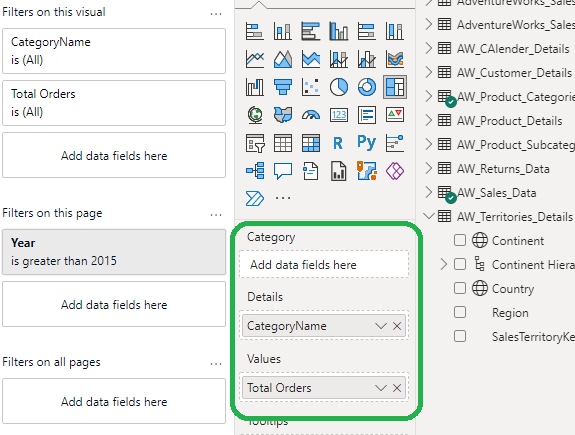 Filters on this visual
...
CategoryName
is (All)
Total Orders
is (All)
Add data fields here
Filters on this page
...
Year
is greater than 2015
Add data fields here
Filters on all pages
...
Add data fields here
123
R
Py
...
Category
Add data fields here
Details
CategoryName
Values
Total Orders
Tooltips
AdventureWorks_Sales
AdventureWorks_Sales
AW_CAlender_Details
AW_Customer_Details
AW_Product_Categorie
AW_Product_Details
AW_Product_Subcateg
AW_Returns_Data
AW_Sales_Data
AW_Territories_Details
Continent
Continent Hiera
Country
Region
SalesTerritoryKe